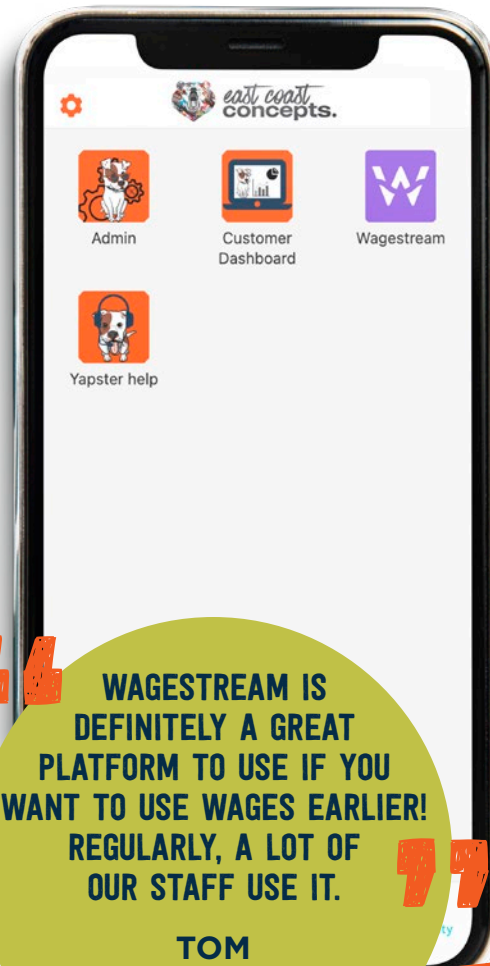 east coast
concepts.
Admin
Customer
Dashboard
Wagestream
Yapster help
“
WAGESTREAM IS
DEFINITELY A GREAT
PLATFORM TO USE IF YOU
WANT TO USE WAGES EARLIER!
REGULARLY, A LOT OF
OUR STAFF USE IT.
”
TOM